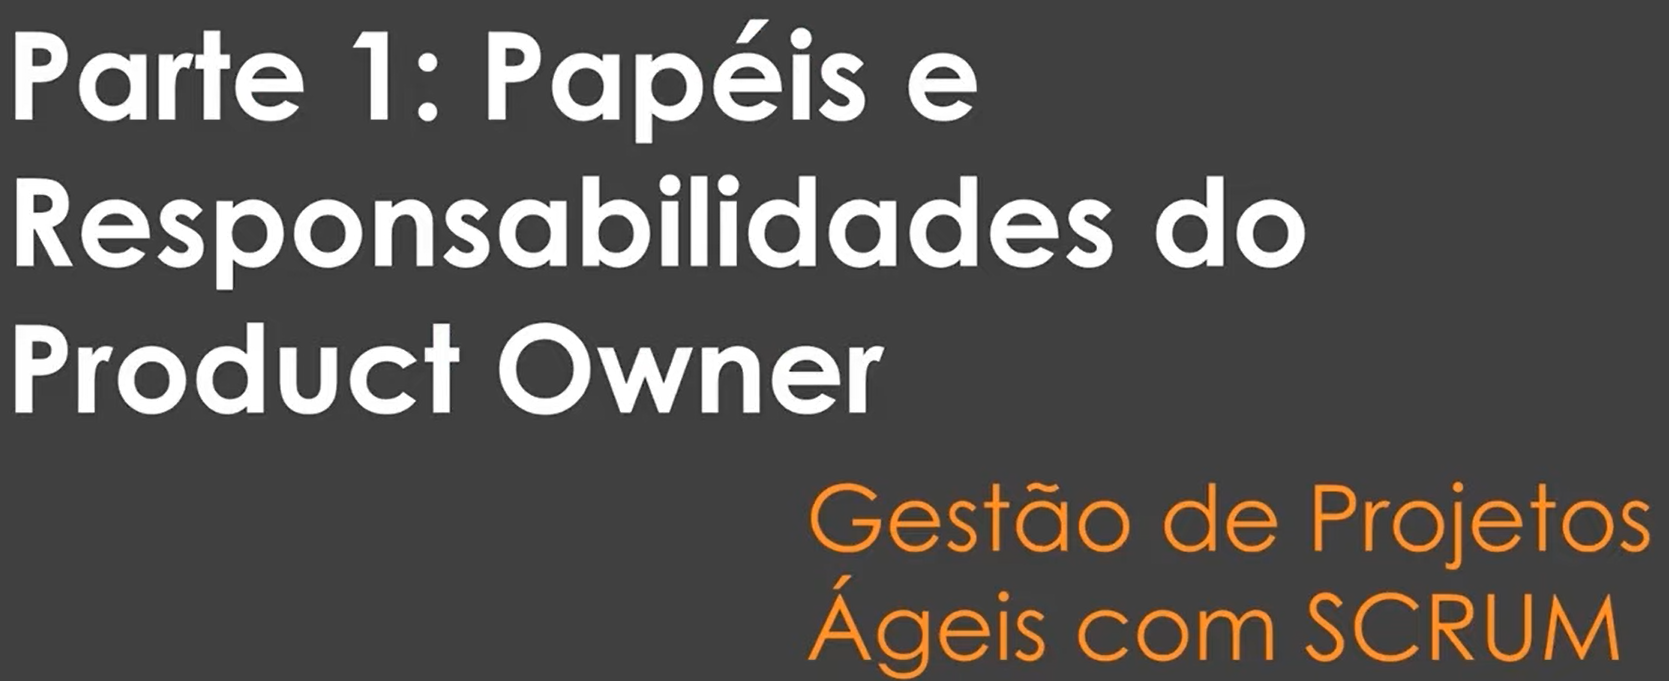 Parte 1: Papéis e
Responsabilidades do
Product Owner
Gestão de Projetos
Ágeis com SCRUM